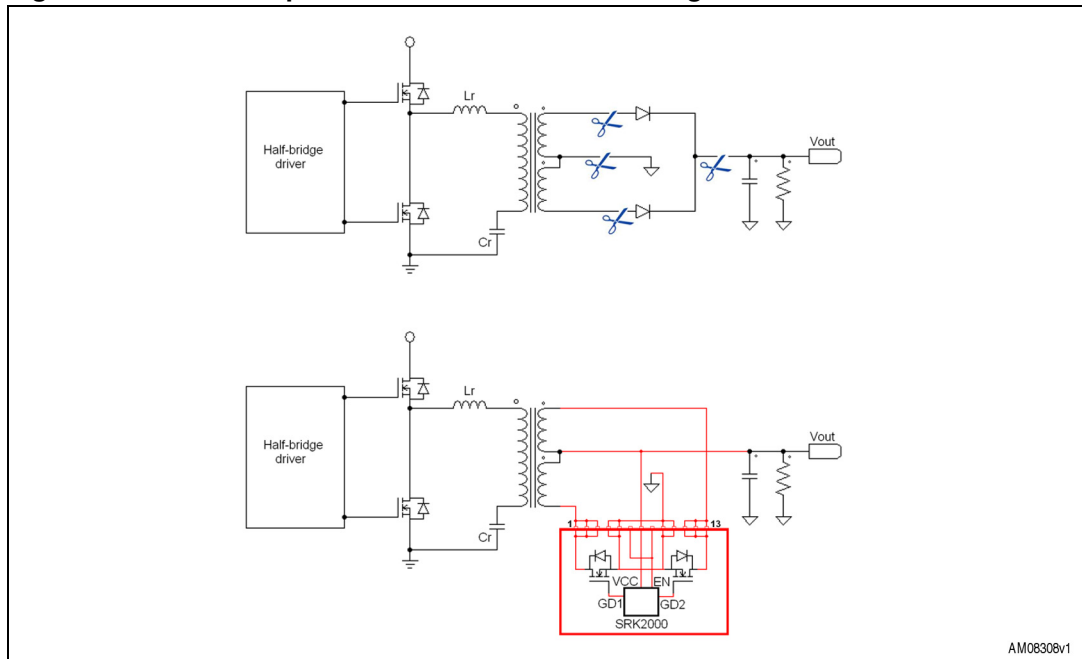 Lr
Half-bridge
driver
Cr
Vout
Lr
Half-bridge
driver
Cr
Vout
1
13
VCC
EN
GD1
GD2
SRK2000
AM08308v1